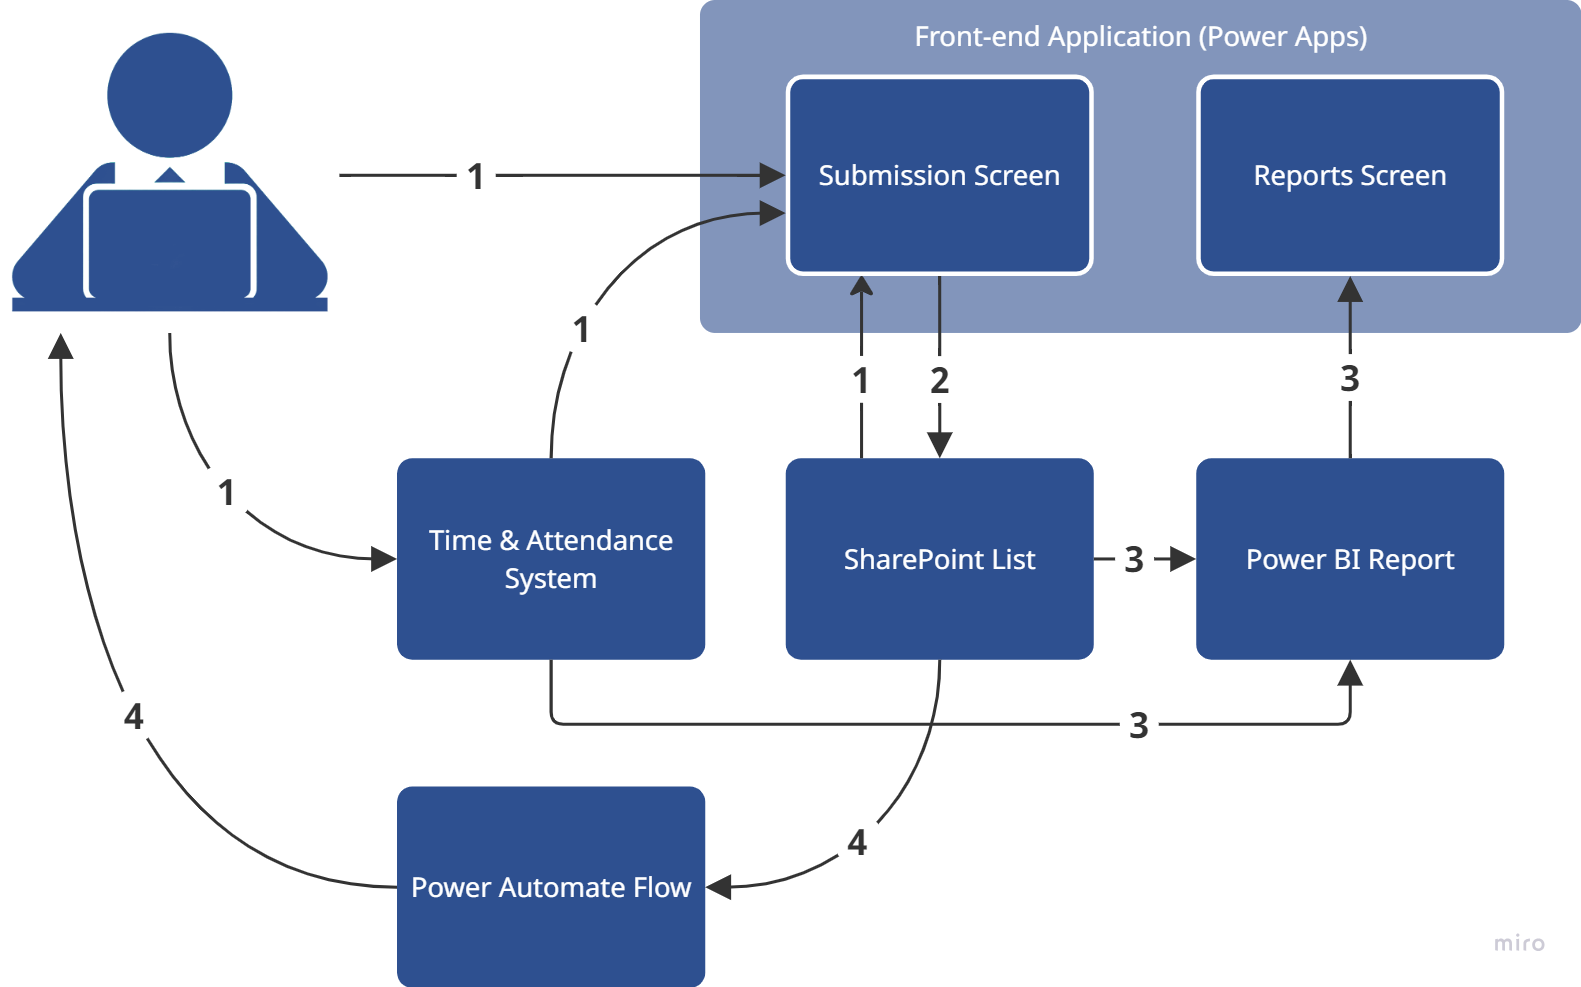 Front-end Application (Power Apps)
Submission Screen
Reports Screen
1
1
1
2
3
1
Time & Attendance
System
SharePoint List
3
Power BI Report
4
3
4
Power Automate Flow
miro